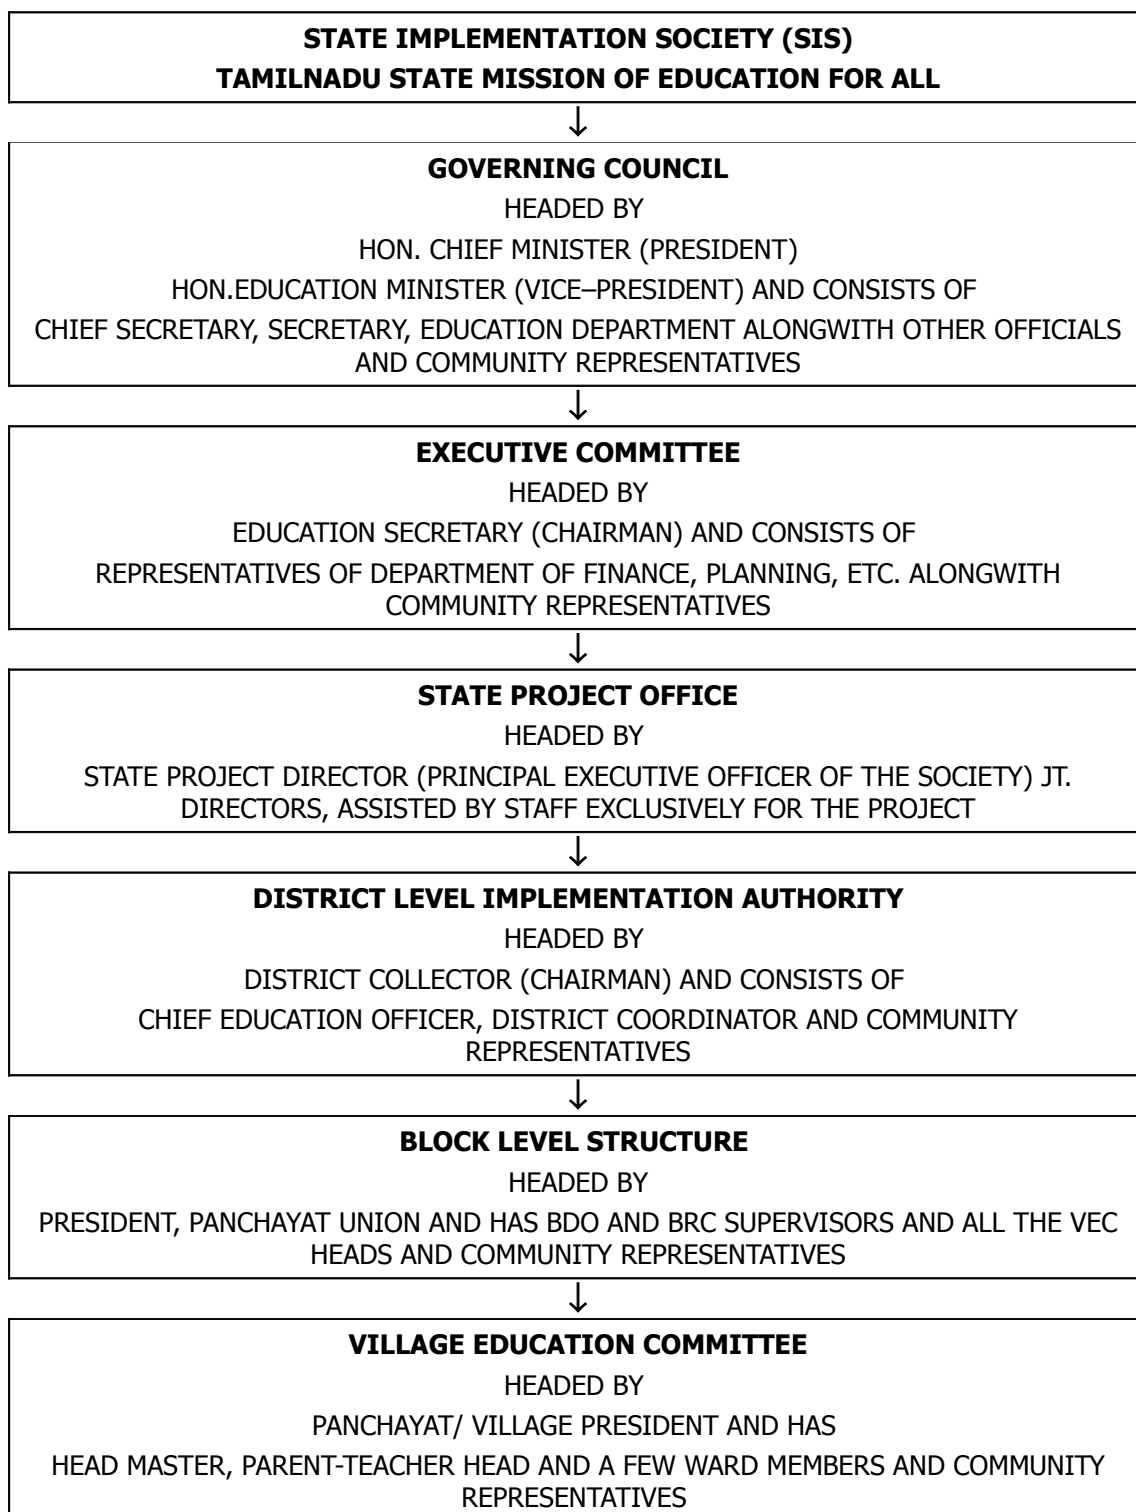 STATE IMPLEMENTATION SOCIETY (SIS)
TAMILNADU STATE MISSION OF EDUCATION FOR ALL
↓
GOVERNING COUNCIL
HEADED BY
HON. CHIEF MINISTER (PRESIDENT)
HON.EDUCATION MINISTER (VICE–PRESIDENT) AND CONSISTS OF
CHIEF SECRETARY, SECRETARY, EDUCATION DEPARTMENT ALONGWITH OTHER OFFICIALS
AND COMMUNITY REPRESENTATIVES
↓
EXECUTIVE COMMITTEE
HEADED BY
EDUCATION SECRETARY (CHAIRMAN) AND CONSISTS OF
REPRESENTATIVES OF DEPARTMENT OF FINANCE, PLANNING, ETC. ALONGWITH
COMMUNITY REPRESENTATIVES
↓
STATE PROJECT OFFICE
HEADED BY
STATE PROJECT DIRECTOR (PRINCIPAL EXECUTIVE OFFICER OF THE SOCIETY) JT.
DIRECTORS, ASSISTED BY STAFF EXCLUSIVELY FOR THE PROJECT
↓
DISTRICT LEVEL IMPLEMENTATION AUTHORITY
HEADED BY
DISTRICT COLLECTOR (CHAIRMAN) AND CONSISTS OF
CHIEF EDUCATION OFFICER, DISTRICT COORDINATOR AND COMMUNITY
REPRESENTATIVES
↓
BLOCK LEVEL STRUCTURE
HEADED BY
PRESIDENT, PANCHAYAT UNION AND HAS BDO AND BRC SUPERVISORS AND ALL THE VEC
HEADS AND COMMUNITY REPRESENTATIVES
↓
VILLAGE EDUCATION COMMITTEE
HEADED BY
PANCHAYAT/ VILLAGE PRESIDENT AND HAS
HEAD MASTER, PARENT-TEACHER HEAD AND A FEW WARD MEMBERS AND COMMUNITY
REPRESENTATIVES